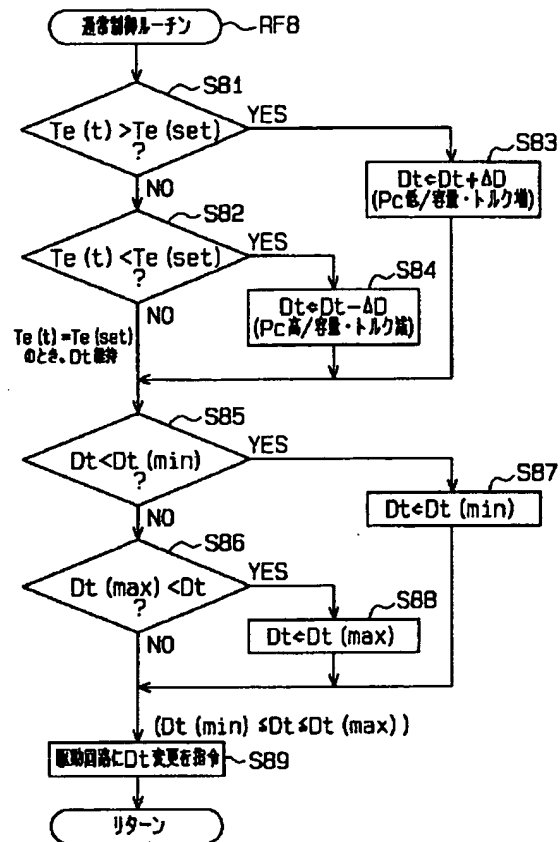 通常制御ルーチン
RF8
S81
Te(t)>Te(set)
?
YES
NO
S83
Dt←Dt+ΔD
(Pc低/容量・トルク増)
S82
Te(t)<Te(set)
?
YES
NO
S84
Dt←Dt−ΔD
(Pc高/容量・トルク減)
Te(t)=Te(set)
のとき、Dt維持
S85
Dt<Dt(min)
?
YES
NO
S87
Dt←Dt(min)
S86
Dt(max)<Dt
?
YES
NO
S88
Dt←Dt(max)
(Dt(min)≦Dt≦Dt(max))
駆動回路にDt変更を指令
S89
リターン